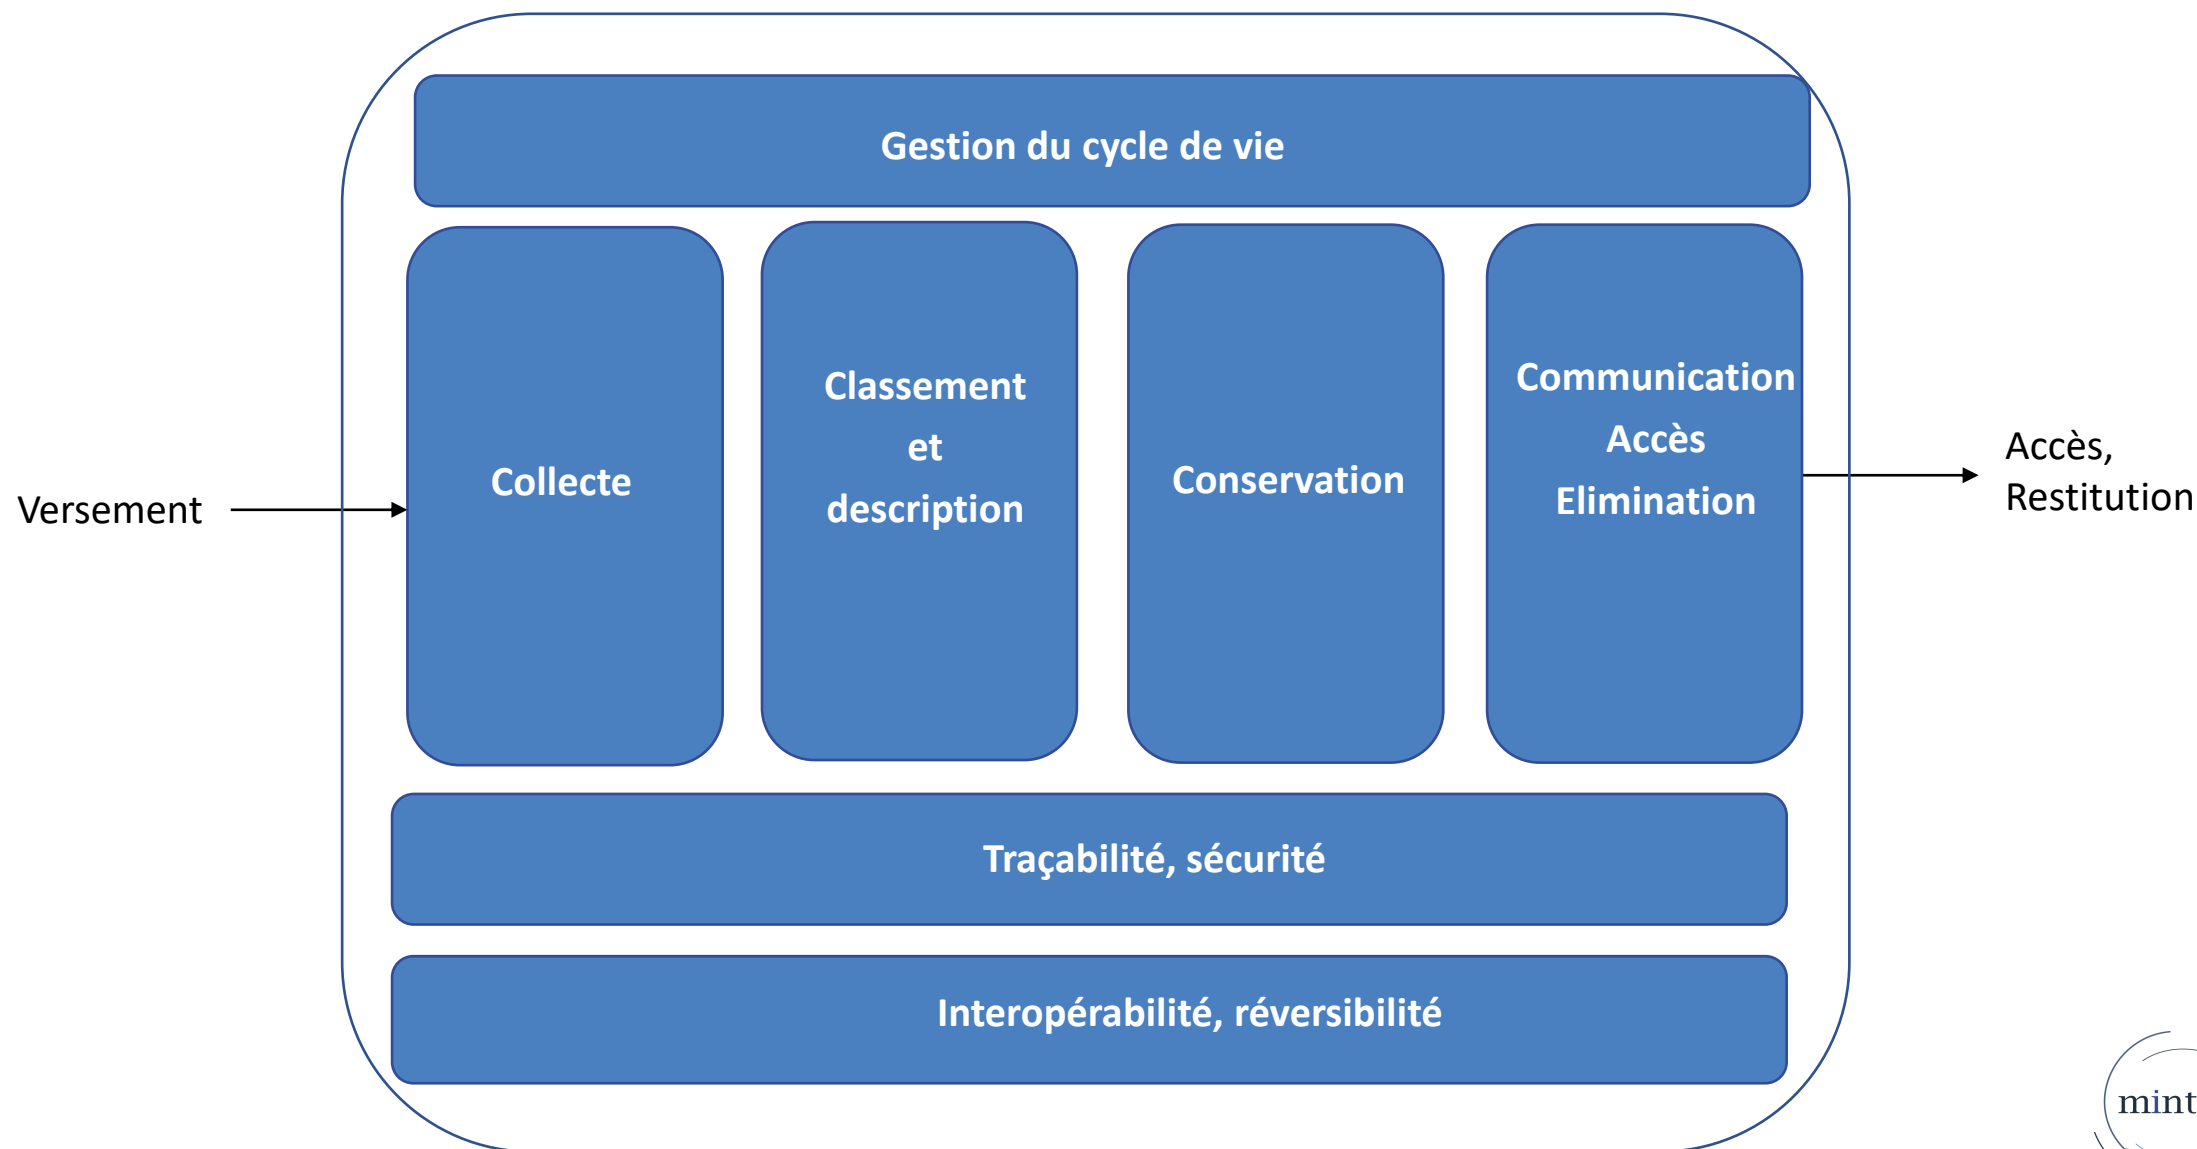 Gestion du cycle de vie
Versement
Collecte
Classement
et
description
Conservation
Communication
Accès
Elimination
Accès,
Restitution
Traçabilité, sécurité
Interopérabilité, réversibilité
mint